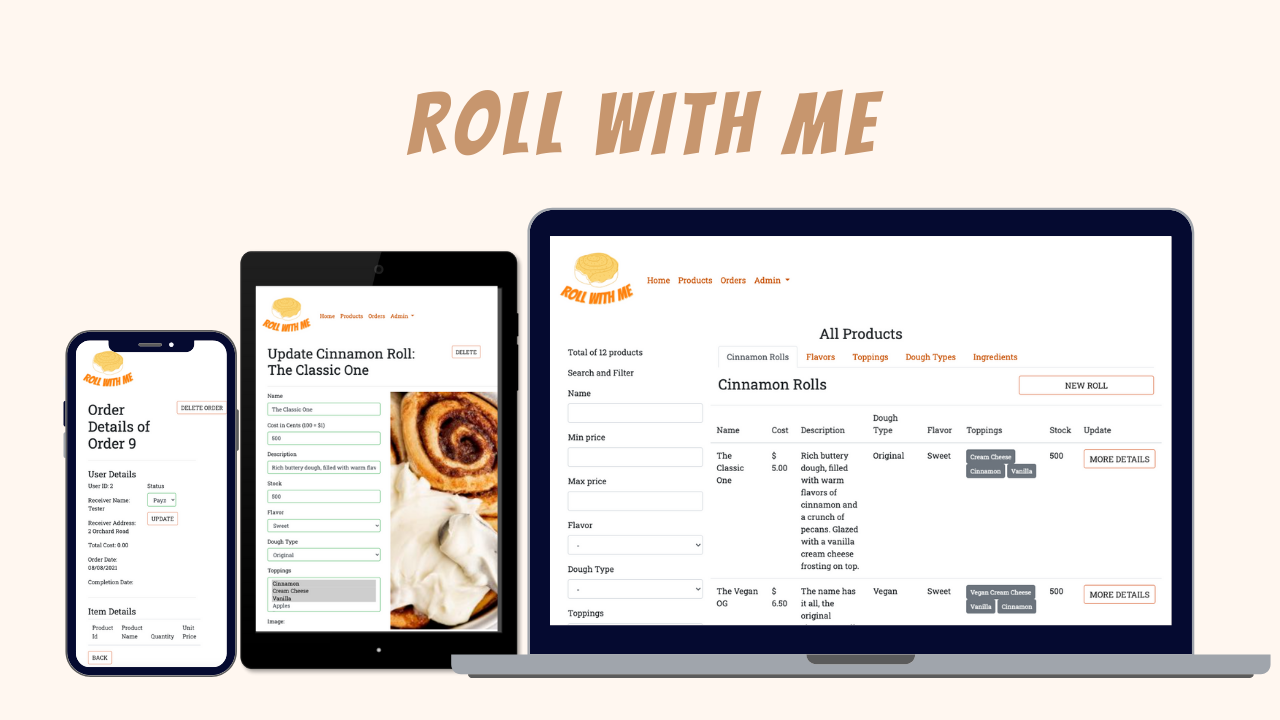 ROLL WITH ME
ROLL WITH ME
Order
Details of
Order 9
DELETE ORDER
User Details
User ID: 2
Status
Receiver Name:
Tester
Paid
UPDATE
Receiver Address:
2 Orchard Road
Total Cost: 0.00
Order Date:
08/08/2021
Completion Date:
Item Details
Product
Id
Product
Name
Quantity
Unit
Price
BACK
ROLL WITH ME
Home Products Orders Admin
Update Cinnamon Roll:
The Classic One
DELETE
Name
The Classic One
Cost in Cents (100 = $1)
500
Description
Rich buttery dough, filled with warm flav
Stock
500
Flavor
Sweet
Dough Type
Original
Toppings
Cinnamon
Cream Cheese
Vanilla
Apples
Image:
ROLL WITH ME
Home Products Orders Admin
All Products
Total of 12 products
Search and Filter
Name
Min price
Max price
Flavor
-
Dough Type
-
Toppings
Cinnamon Rolls Flavors Toppings Dough Types Ingredients
Cinnamon Rolls
NEW ROLL
Name Cost Description Dough Type Flavor Toppings Stock Update
The
Classic
One
$
5.00
Rich buttery
dough, filled
with warm
flavors of
cinnamon and
a crunch of
pecans. Glazed
with a vanilla
cream cheese
frosting on top.
Original
Sweet
Cream Cheese
Cinnamon Vanilla
500
MORE DETAILS
The Vegan
OG
$
6.50
The name has
it all, the
original
Vegan
Sweet
Vegan Cream Cheese
Vanilla Cinnamon
500
MORE DETAILS